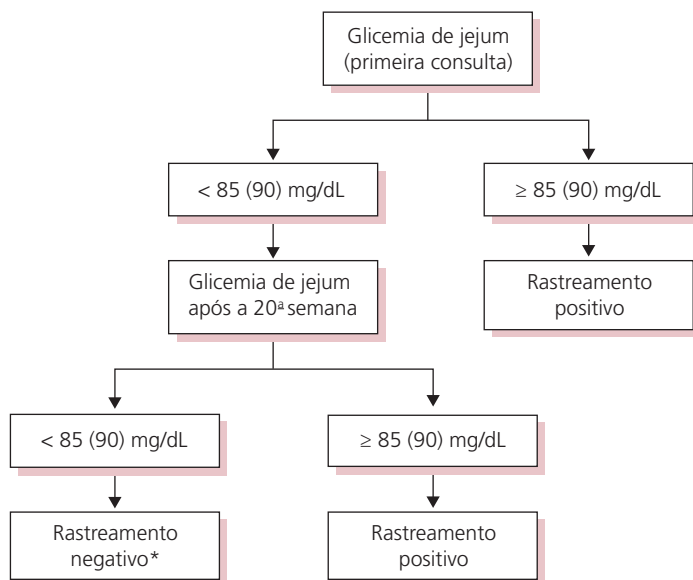 Glicemia de jejum
(primeira consulta)
< 85 (90) mg/dL
≥ 85 (90) mg/dL
Glicemia de jejum
após a 20ª semana
Rastreamento
positivo
< 85 (90) mg/dL
≥ 85 (90) mg/dL
Rastreamento
negativo*
Rastreamento
positivo